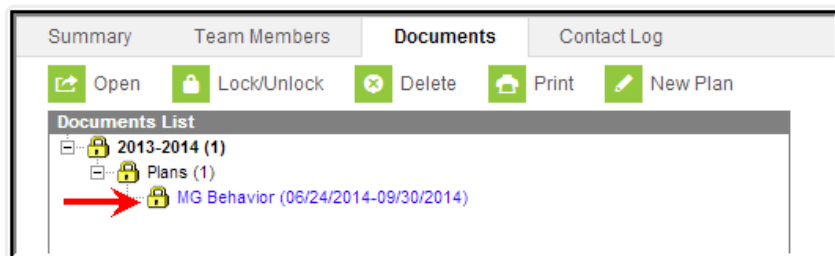 Summary Team Members Documents Contact Log
Open Lock/Unlock Delete Print New Plan
Documents List
2013-2014 (1)
Plans (1)
MG Behavior (06/24/2014-09/30/2014)